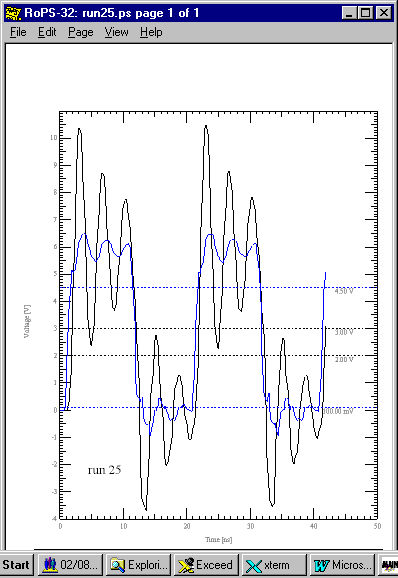 RoPS-32: run25.ps page 1 of 1
File Edit Page View Help
10
9
8
7
6
5
4.50 V
4
Voltage [V]
3
3.00 V
2
2.00 V
1
0
100.00 mV
-1
-2
run 25
-3
-4
0 10 20 30 40 50
Time [ns]
Start 02/08... Explori... Exceed xterm Micros...